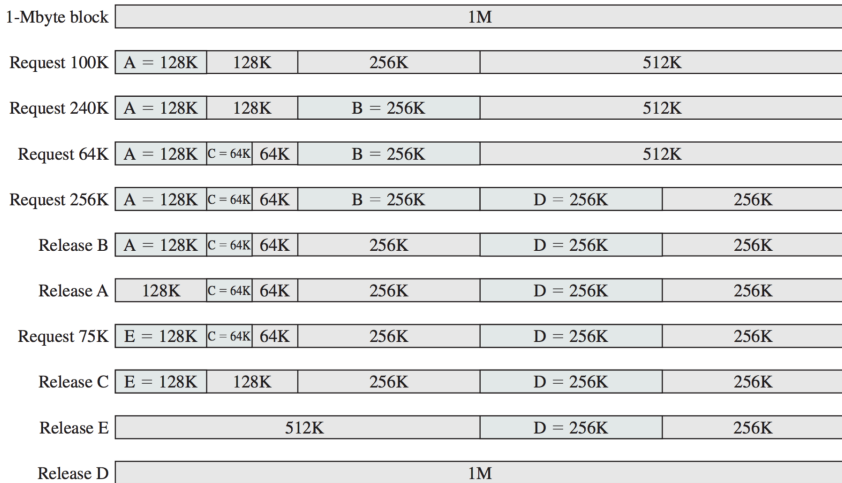 1-Mbyte block 1M
Request 100K A = 128K 128K 256K 512K
Request 240K A = 128K 128K B = 256K 512K
Request 64K A = 128K C = 64K 64K B = 256K 512K
Request 256K A = 128K C = 64K 64K B = 256K D = 256K 256K
Release B A = 128K C = 64K 64K 256K D = 256K 256K
Release A 128K C = 64K 64K 256K D = 256K 256K
Request 75K E = 128K C = 64K 64K 256K D = 256K 256K
Release C E = 128K 128K 256K D = 256K 256K
Release E 512K D = 256K 256K
Release D 1M